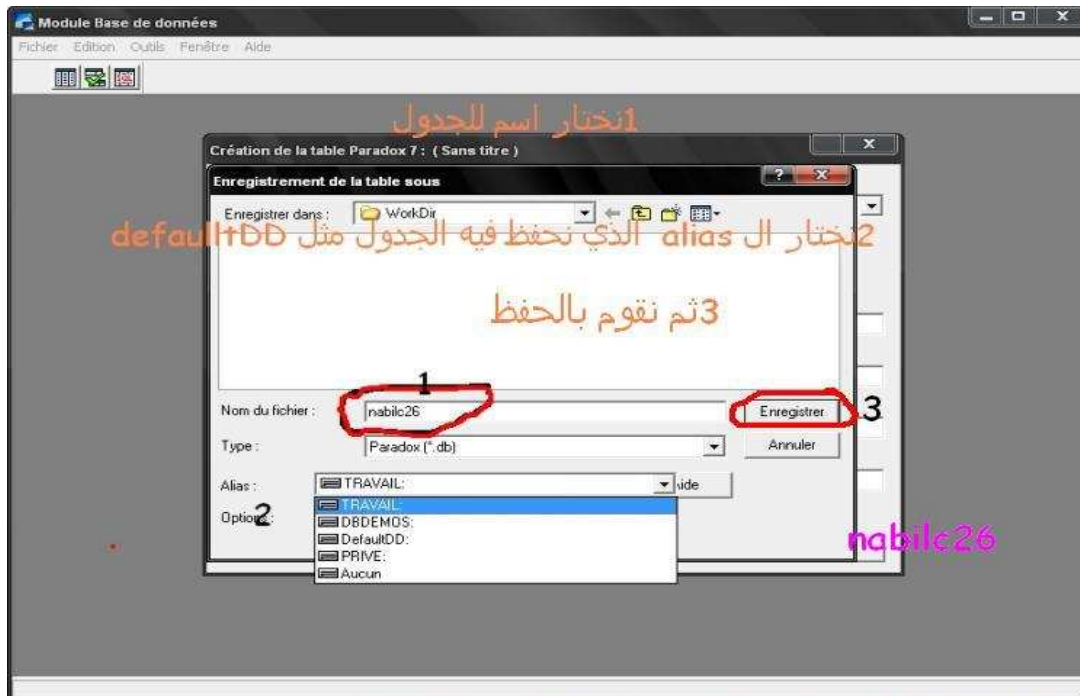 Module Base de données
Fichier Edition Outils Fenêtre Aide
1نختار اسم للجدول
Création de la table Paradox 7 : ( Sans titre )
Enregistrement de la table sous
Enregistrer dans : WorkDir
2نختار ال alias الذي نحفظ فيه الجدول مثل defaultDD
3ثم نقوم بالحفظ
1
Nom du fichier : nabilc26 Enregistrer 3
Type : Paradox (*.db) Annuler
Alias : TRAVAIL: ide
Options : 2
TRAVAIL:
DBDEMOS:
DefaultDD:
PRIVE:
Aucun
nabilc26